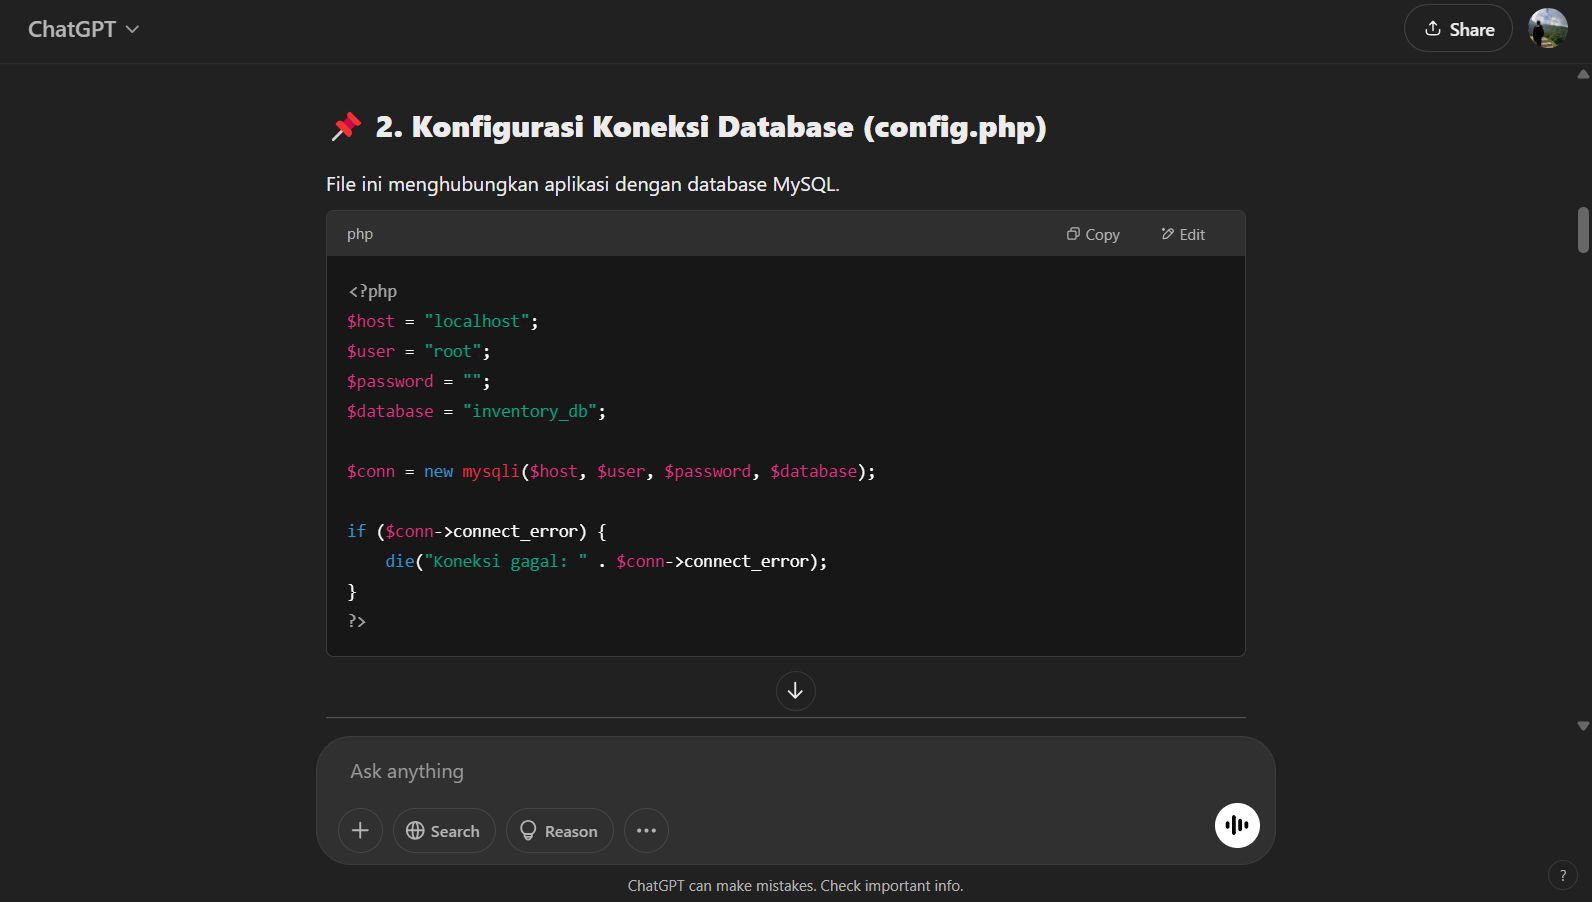 ChatGPT
Share
📌 2. Konfigurasi Koneksi Database (config.php)
File ini menghubungkan aplikasi dengan database MySQL.
php
Copy
Edit
<?php
$host = "localhost";
$user = "root";
$password = "";
$database = "inventory_db";
$conn = new mysqli($host, $user, $password, $database);
if ($conn->connect_error) {
    die("Koneksi gagal: " . $conn->connect_error);
}
?>
Ask anything
Search
Reason
ChatGPT can make mistakes. Check important info.
?